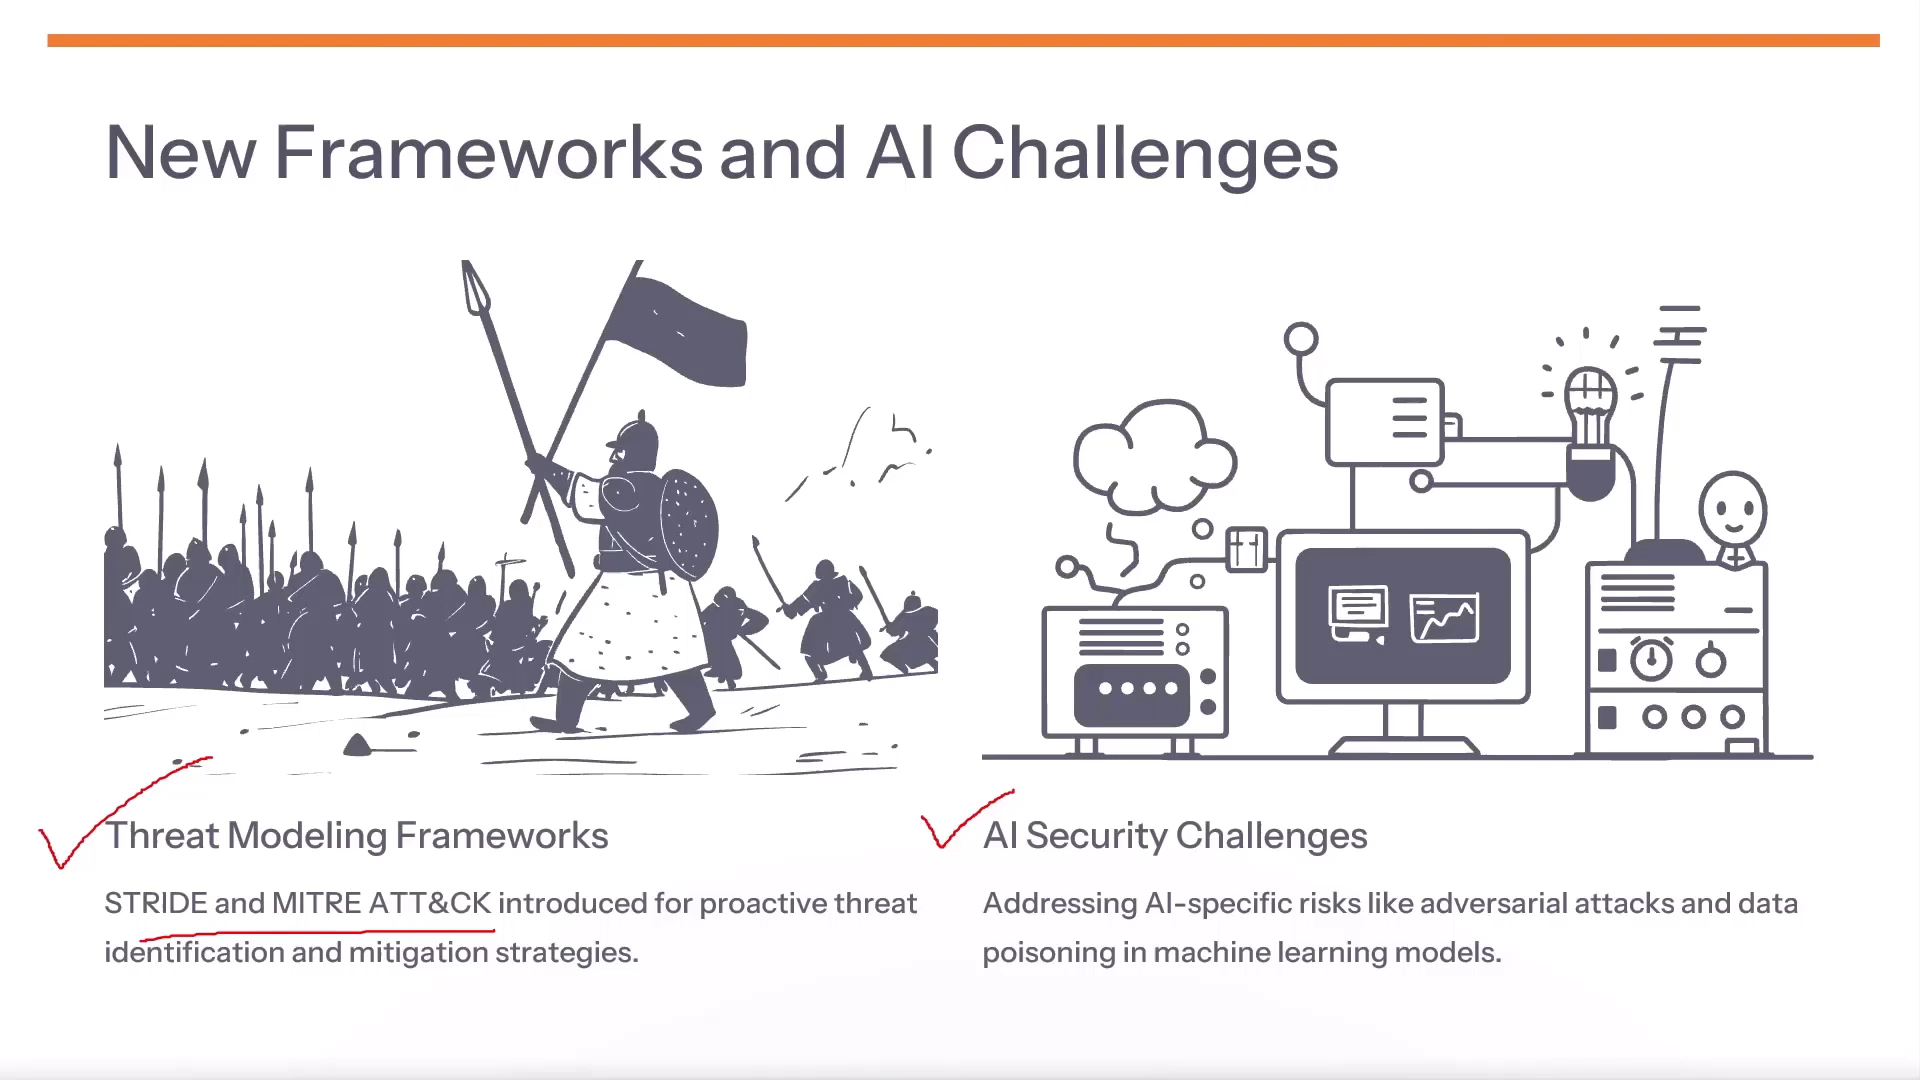 New Frameworks and AI Challenges
Threat Modeling Frameworks
STRIDE and MITRE ATT&CK introduced for proactive threat
identification and mitigation strategies.
AI Security Challenges
Addressing AI-specific risks like adversarial attacks and data
poisoning in machine learning models.